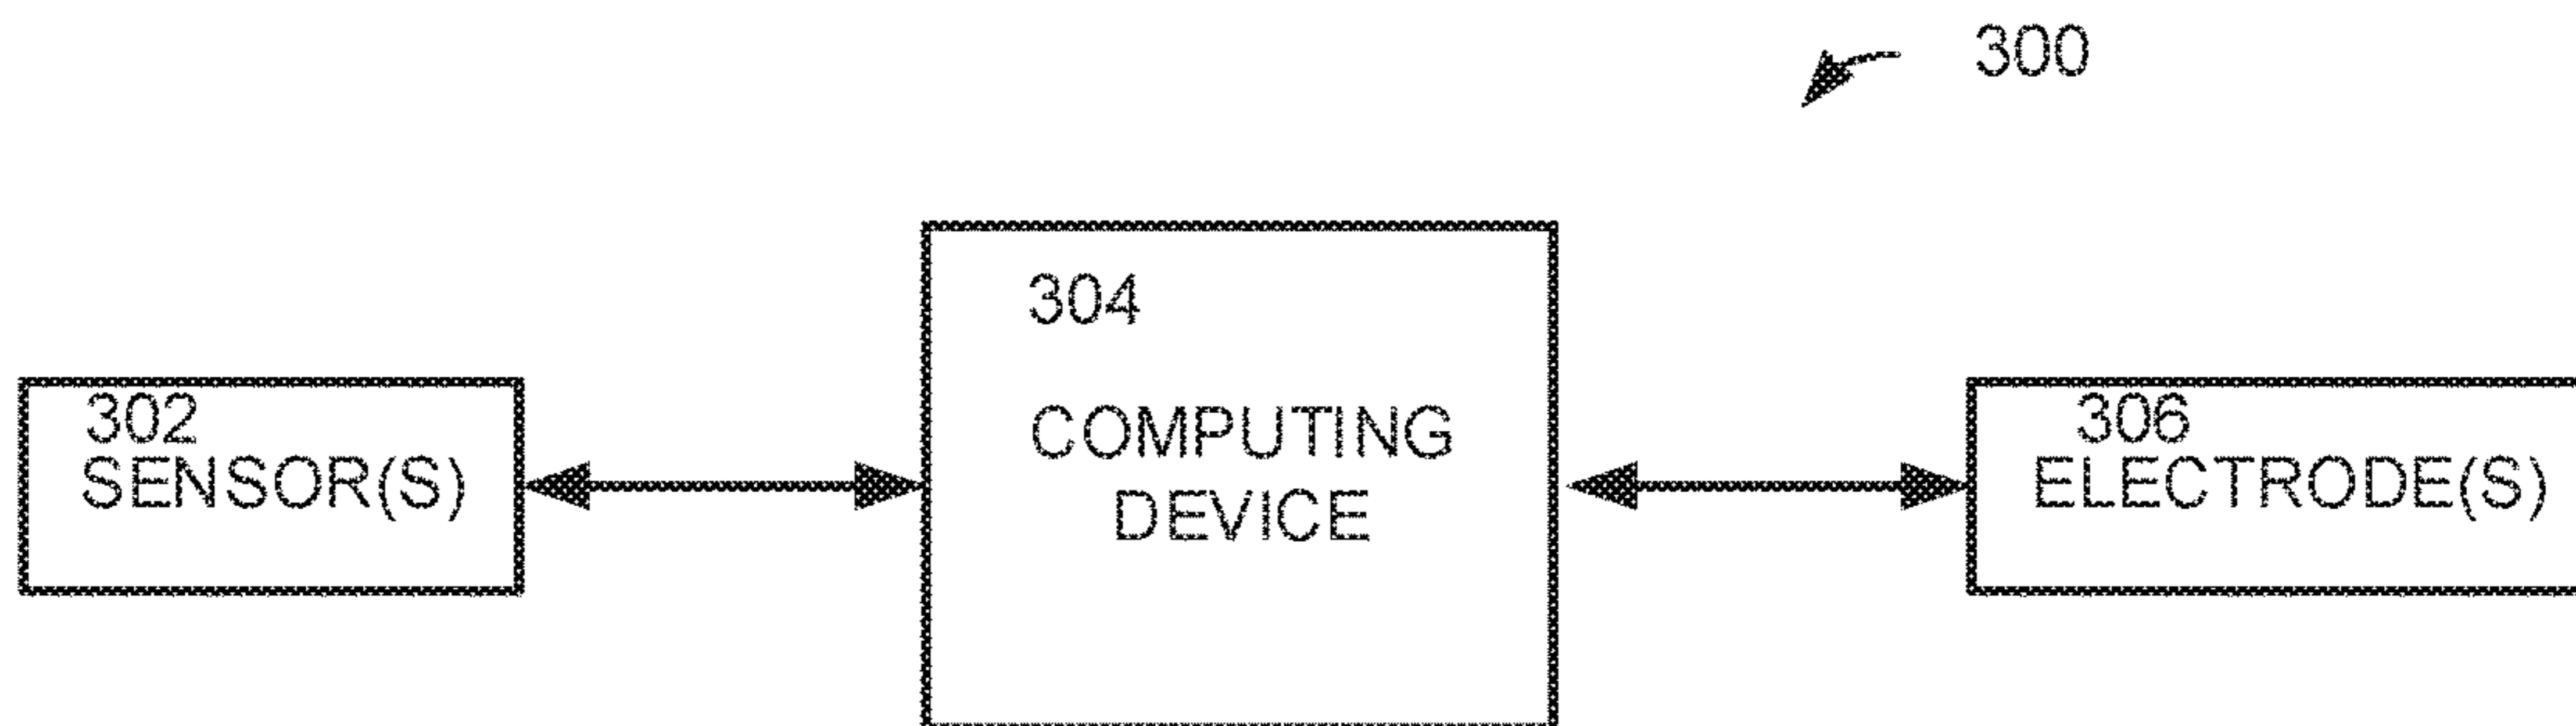 300
304
COMPUTING
DEVICE
302
SENSOR(S)
306
ELECTRODE(S)